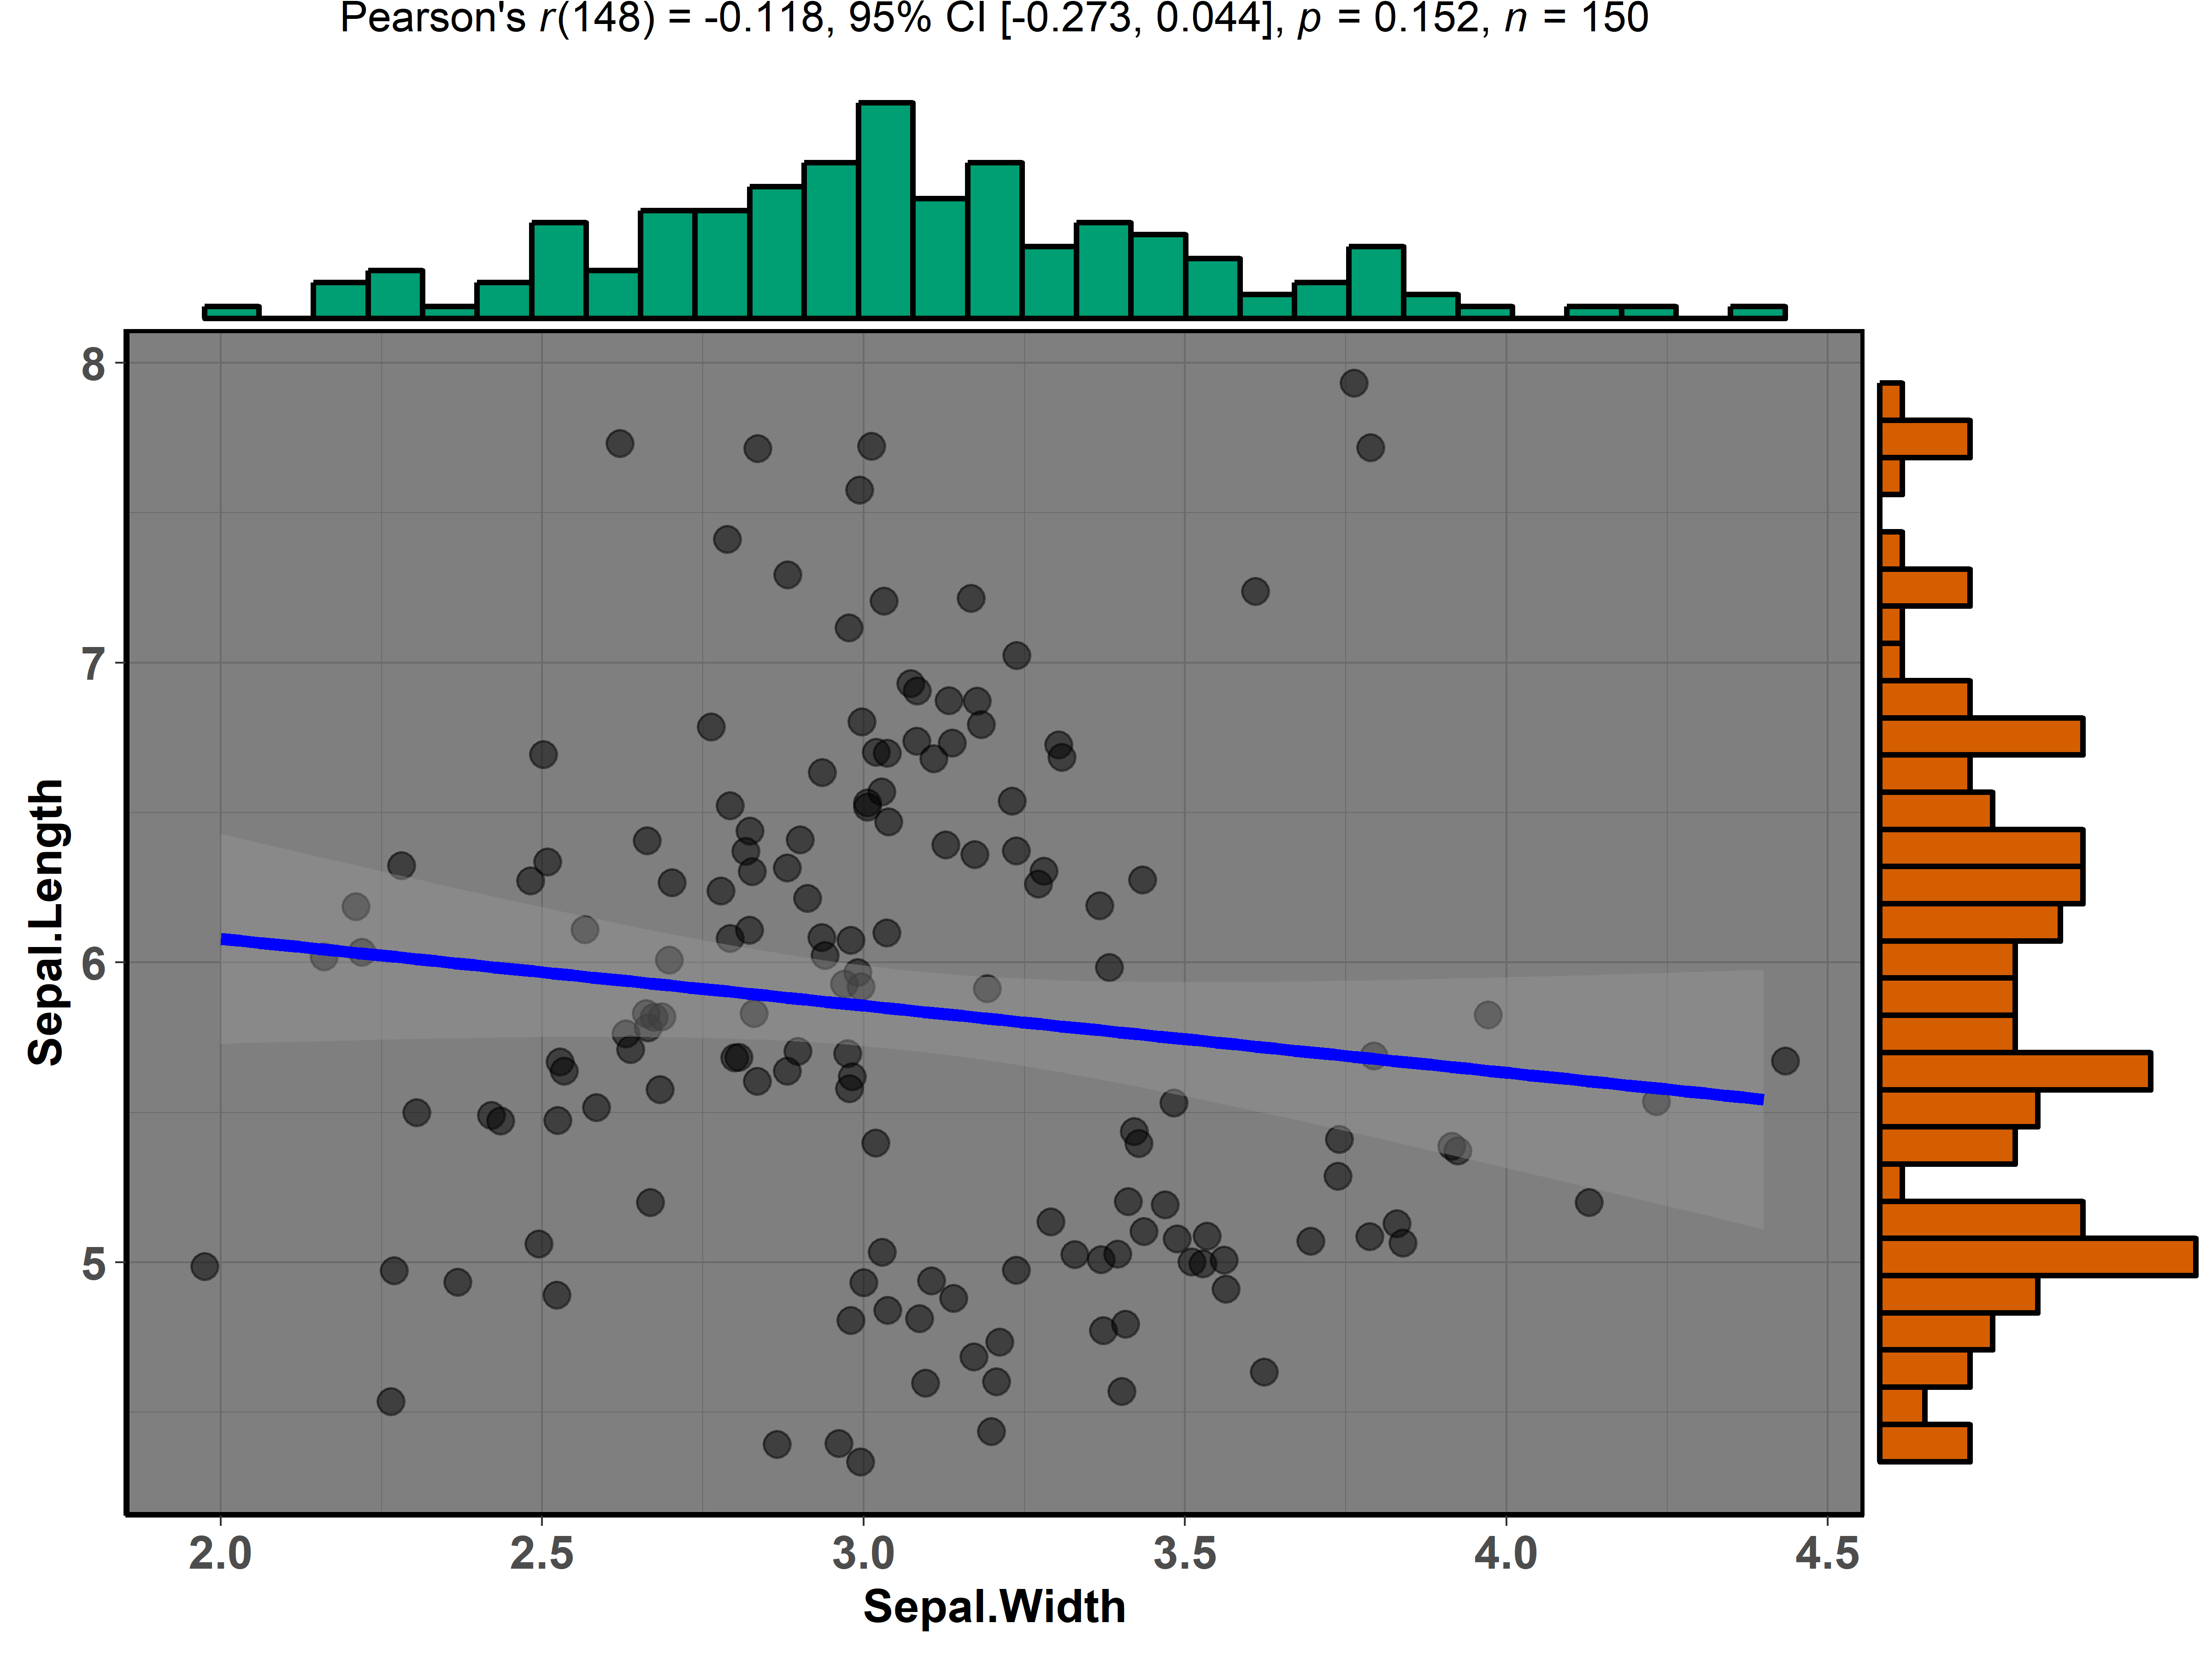 Pearson's r(148) = -0.118, 95% CI [-0.273, 0.044], p = 0.152, n = 150
8
7
6
5
Sepal.Length
2.0 2.5 3.0 3.5 4.0 4.5
Sepal.Width